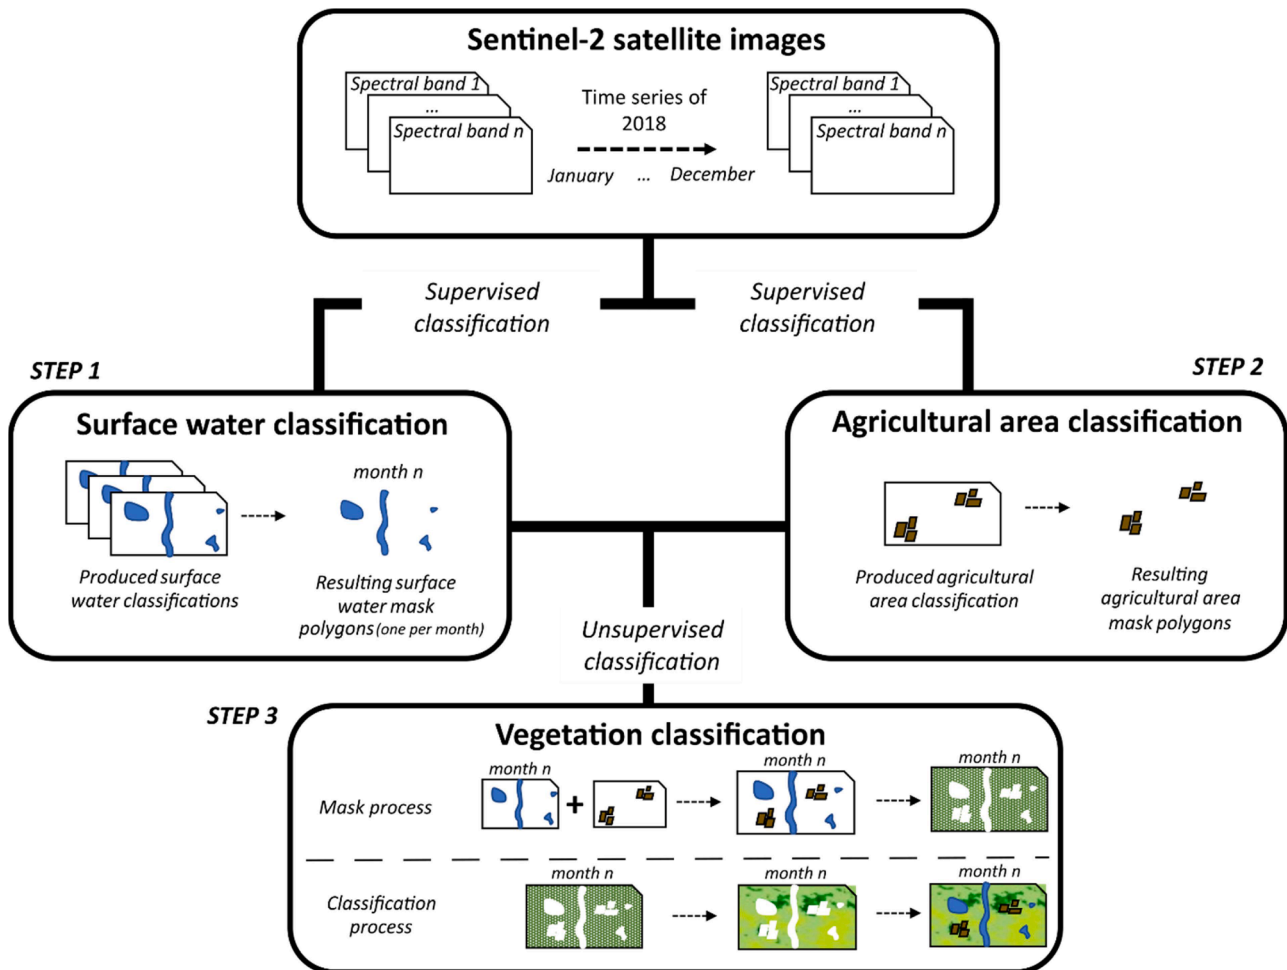 Sentinel-2 satellite images
Spectral band 1
...
Spectral band n
Time series of
2018
January ... December
Spectral band 1
...
Spectral band n
Supervised
classification
Supervised
classification
STEP 1
Surface water classification
month n
Produced surface
water classifications
Resulting surface
water mask
polygons (one per month)
STEP 2
Agricultural area classification
Produced agricultural
area classification
Resulting
agricultural area
mask polygons
Unsupervised
classification
STEP 3
Vegetation classification
Mask process
month n
+
month n
month n
Classification
process
month n
month n
month n